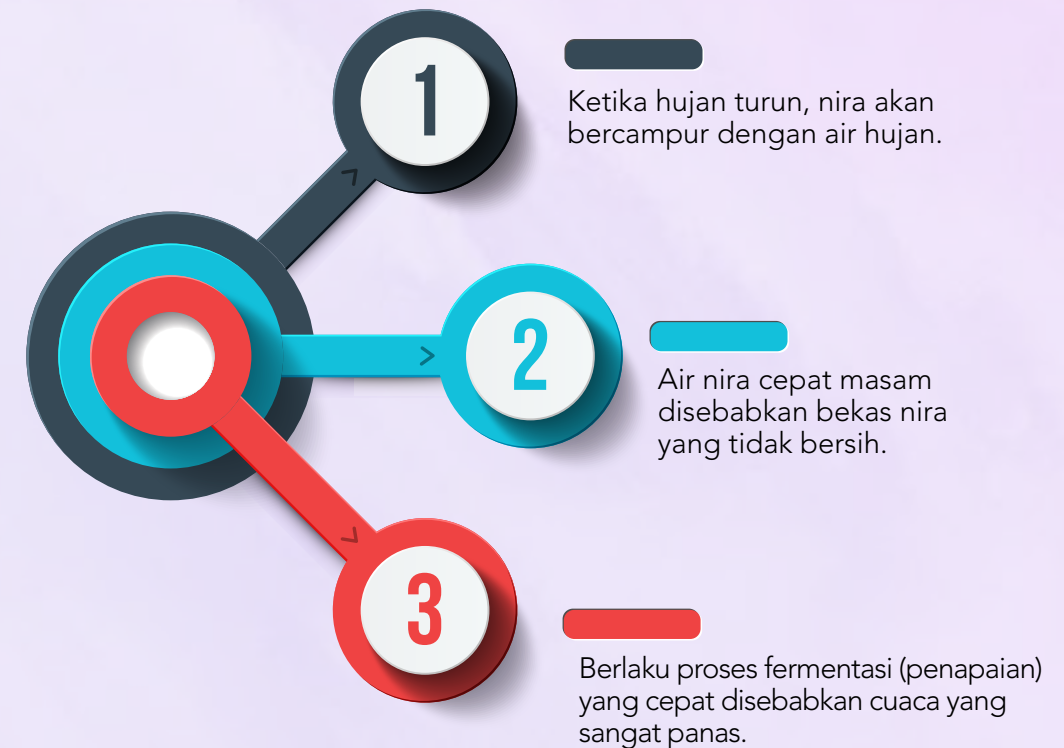 1
Ketika hujan turun, nira akan
bercampur dengan air hujan.
2
Air nira cepat masam
disebabkan bekas nira
yang tidak bersih.
3
Berlaku proses fermentasi (penapaian)
yang cepat disebabkan cuaca yang
sangat panas.